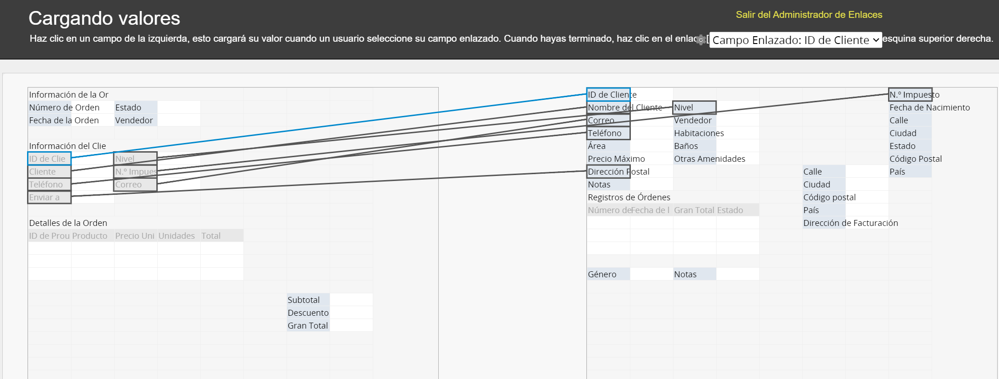 Cargando valores
Salir del Administrador de Enlaces
Haz clic en un campo de la izquierda, esto cargará su valor cuando un usuario seleccione su campo enlazado. Cuando hayas terminado, haz clic en el enlac [ Campo Enlazado: ID de Cliente esquina superior derecha.
Información de la Or
Número de Orden Estado
Fecha de la Orden Vendedor
Información del Clie
ID de Clie Nivel
Cliente N.º Impues
Teléfono Correo
Enviar a
Detalles de la Orden
ID de Prou Producto Precio Uni Unidades Total
Subtotal
Descuento
Gran Total
ID de Cliente N.º Impuesto
Nombre del Cliente Nivel Fecha de Nacimiento
Correo Vendedor Calle
Teléfono Habitaciones Ciudad
Área Baños Estado
Precio Máximo Otras Amenidades Código Postal
Dirección Postal Calle País
Notas Ciudad
Registros de Órdenes Código postal
Número de Fecha de l Gran Total Estado País
Dirección de Facturación
Género Notas